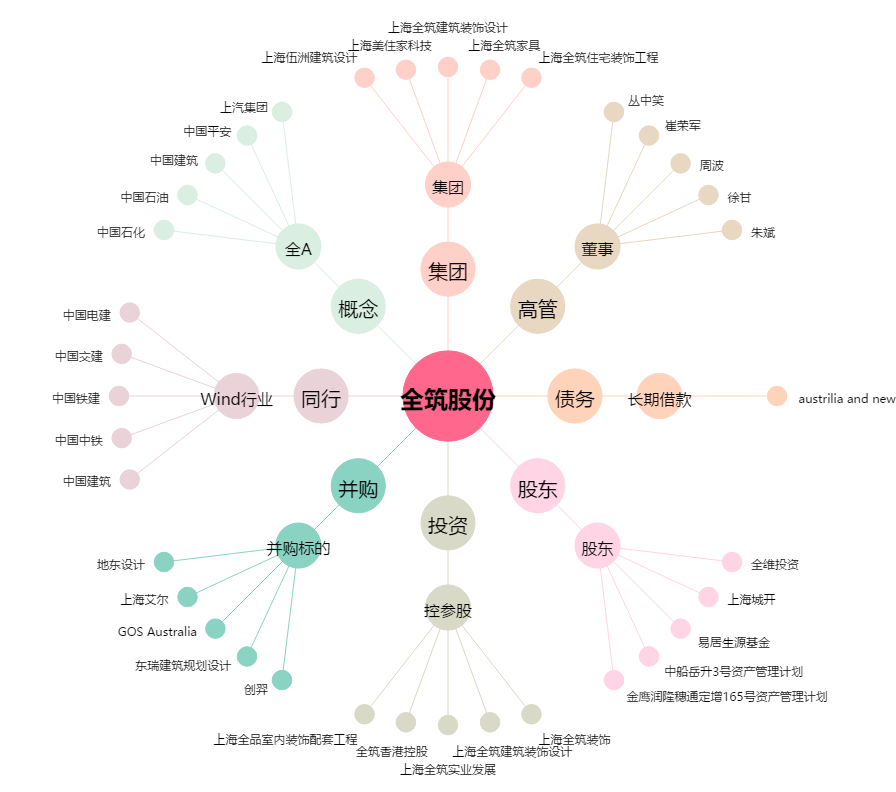 上海全筑建筑装饰设计
上海美住家科技
上海全筑家具
上海伍洲建筑设计
上海全筑住宅装饰工程
集团
集团
上汽集团
中国平安
中国建筑
中国石油
中国石化
全A
概念
丛中笑
崔荣军
周波
徐甘
朱斌
董事
高管
中国电建
中国交建
中国铁建
中国中铁
中国建筑
Wind行业
同行
全筑股份
债务
长期借款
austrilia and new
并购
并购标的
地东设计
上海艾尔
GOS Australia
东瑞建筑规划设计
创羿
投资
控参股
上海全品室内装饰配套工程
全筑香港控股
上海全筑实业发展
上海全筑建筑装饰设计
上海全筑装饰
股东
股东
全维投资
上海城开
易居生源基金
中船岳升3号资产管理计划
金鹰润隆穗通定增165号资产管理计划